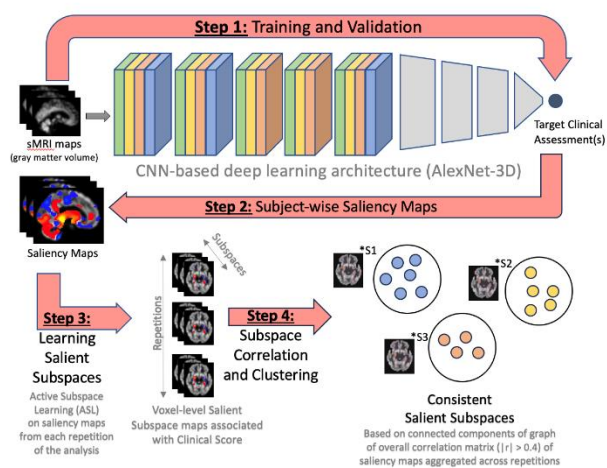 Step 1: Training and Validation
sMRI maps
(gray matter volume)
Target Clinical
Assessment(s)
CNN-based deep learning architecture (AlexNet-3D)
Step 2: Subject-wise Saliency Maps
Saliency Maps
Step 3:
Learning
Salient
Subspaces
Active Subspace
Learning (ASL)
on saliency maps
from each repetition
of the analysis
Subspaces
Repetitions
Voxel-level Salient
Subspace maps associated
with Clinical Score
Step 4:
Subspace
Correlation
and Clustering
*S1
*S2
*S3
Consistent
Salient Subspaces
Based on connected components of graph
of overall correlation matrix (|r| > 0.4) of
saliency maps aggregated across repetitions